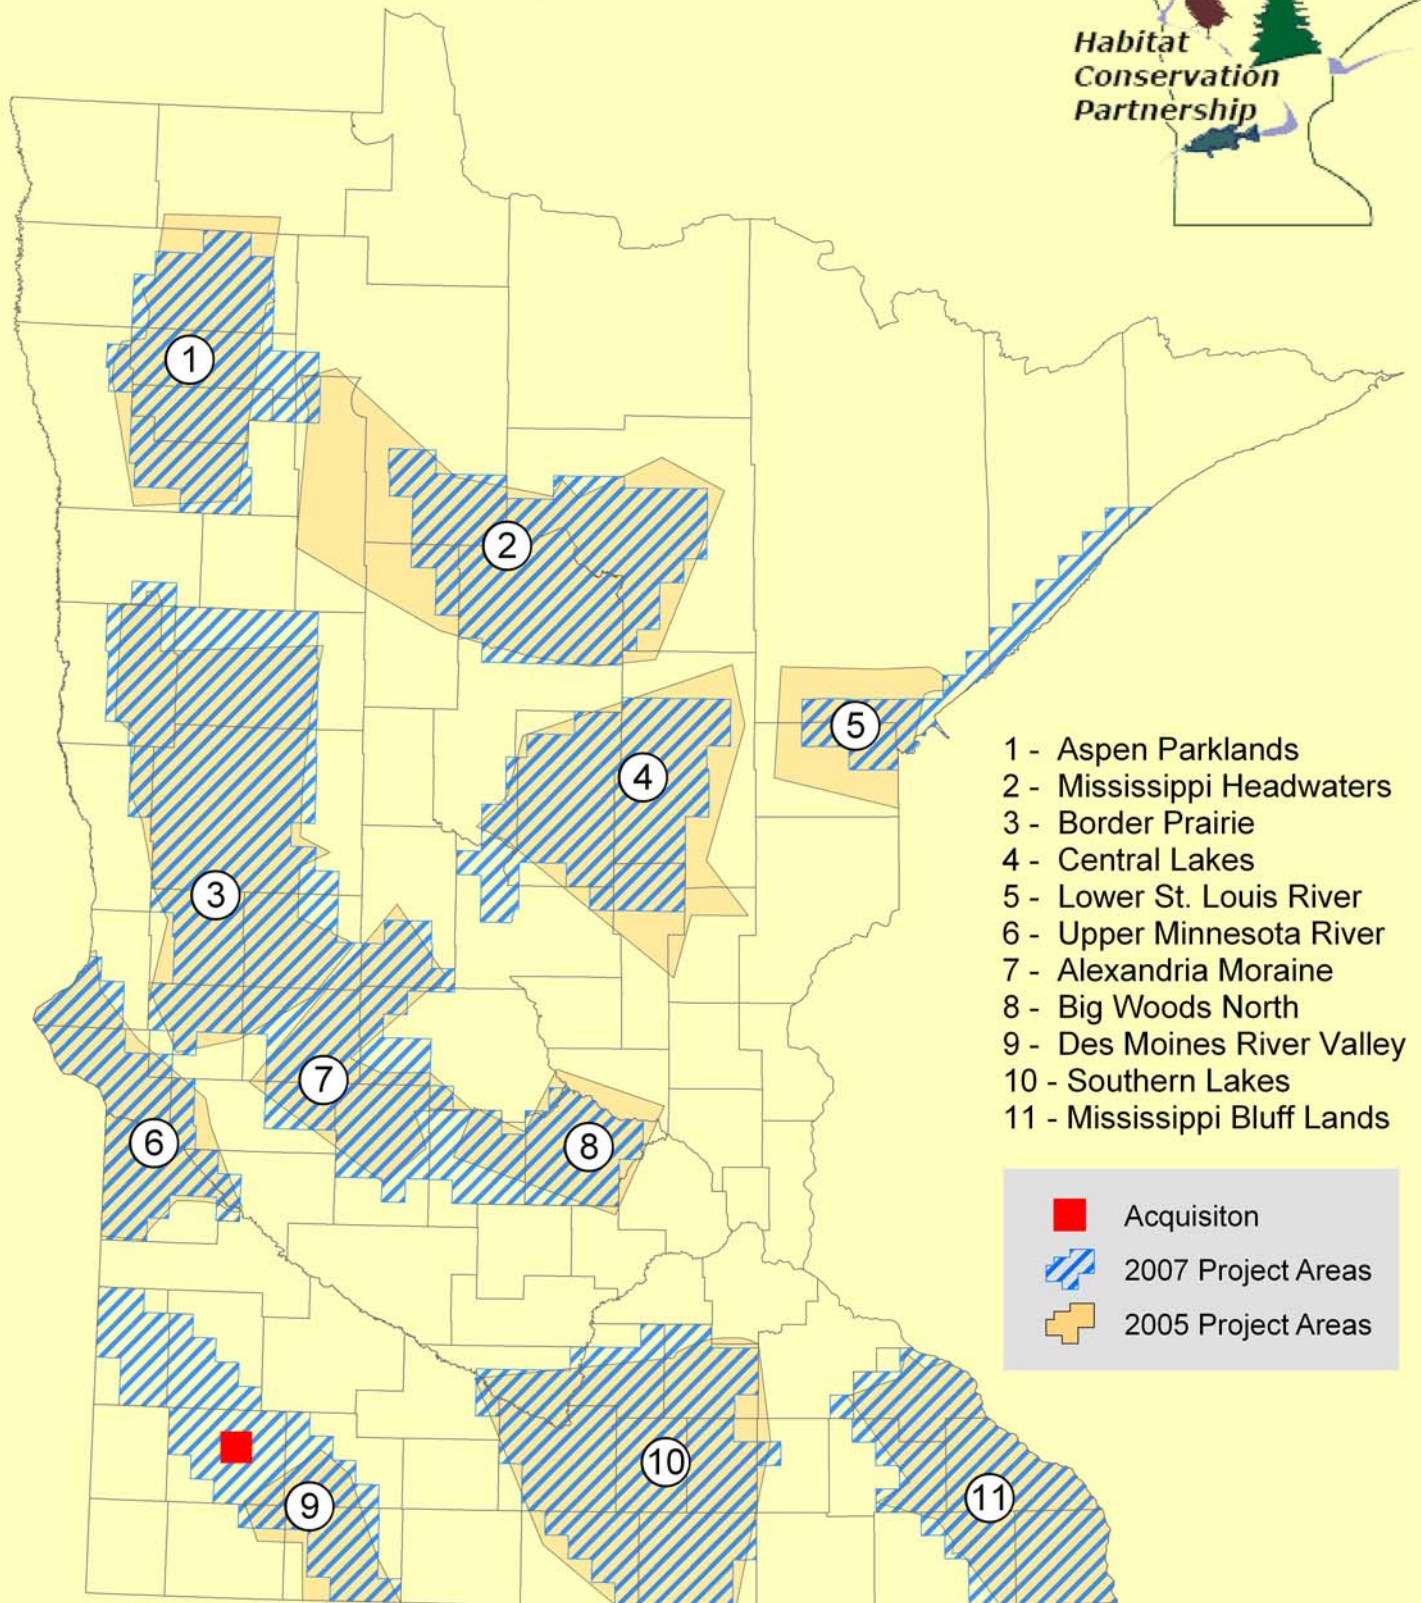 Habitat
Conservation
Partnership
1
2
5
4
3
7
6
8
10
9
11
1 - Aspen Parklands
2 - Mississippi Headwaters
3 - Border Prairie
4 - Central Lakes
5 - Lower St. Louis River
6 - Upper Minnesota River
7 - Alexandria Moraine
8 - Big Woods North
9 - Des Moines River Valley
10 - Southern Lakes
11 - Mississippi Bluff Lands
Acquisiton
2007 Project Areas
2005 Project Areas